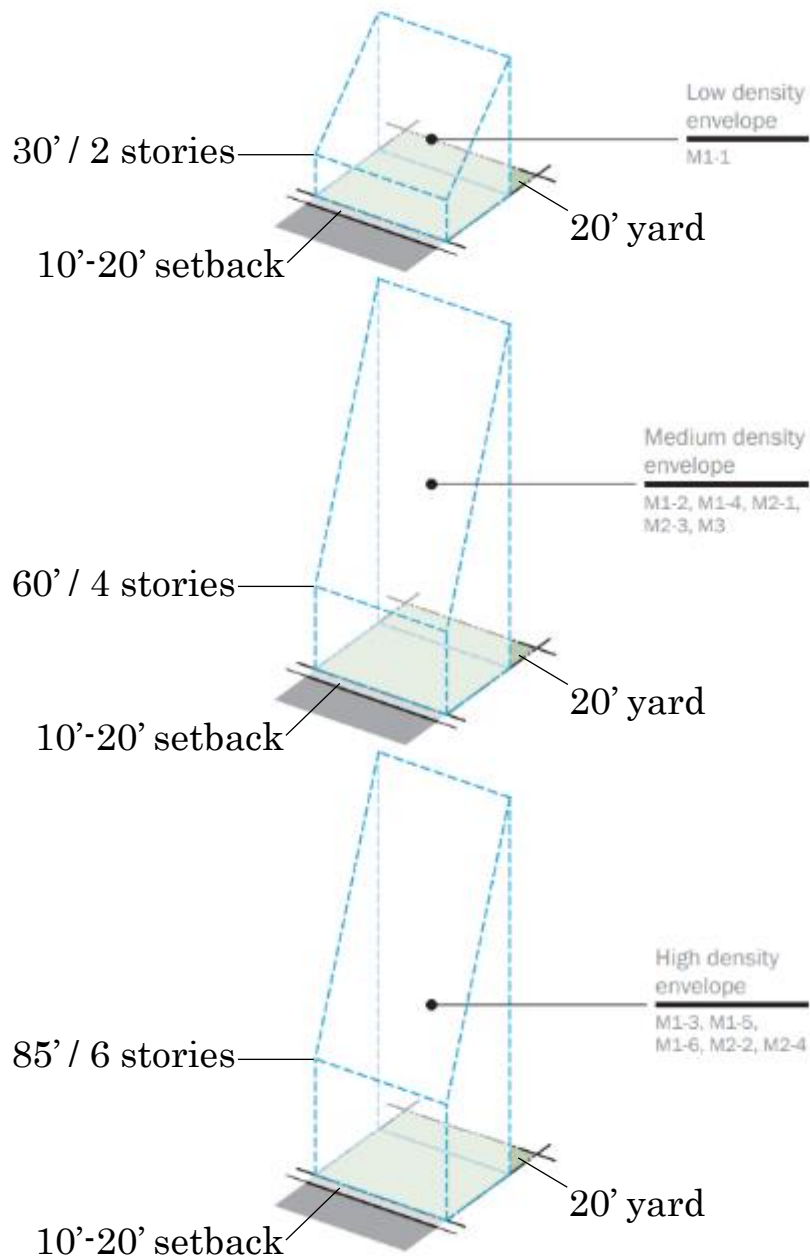 Low density
envelope
M1-1
30’ / 2 stories
20’ yard
10’-20’ setback
Medium density
envelope
M1-2, M1-4, M2-1,
M2-3, M3
60’ / 4 stories
20’ yard
10’-20’ setback
High density
envelope
M1-3, M1-5,
M1-6, M2-2, M2-4
85’ / 6 stories
20’ yard
10’-20’ setback